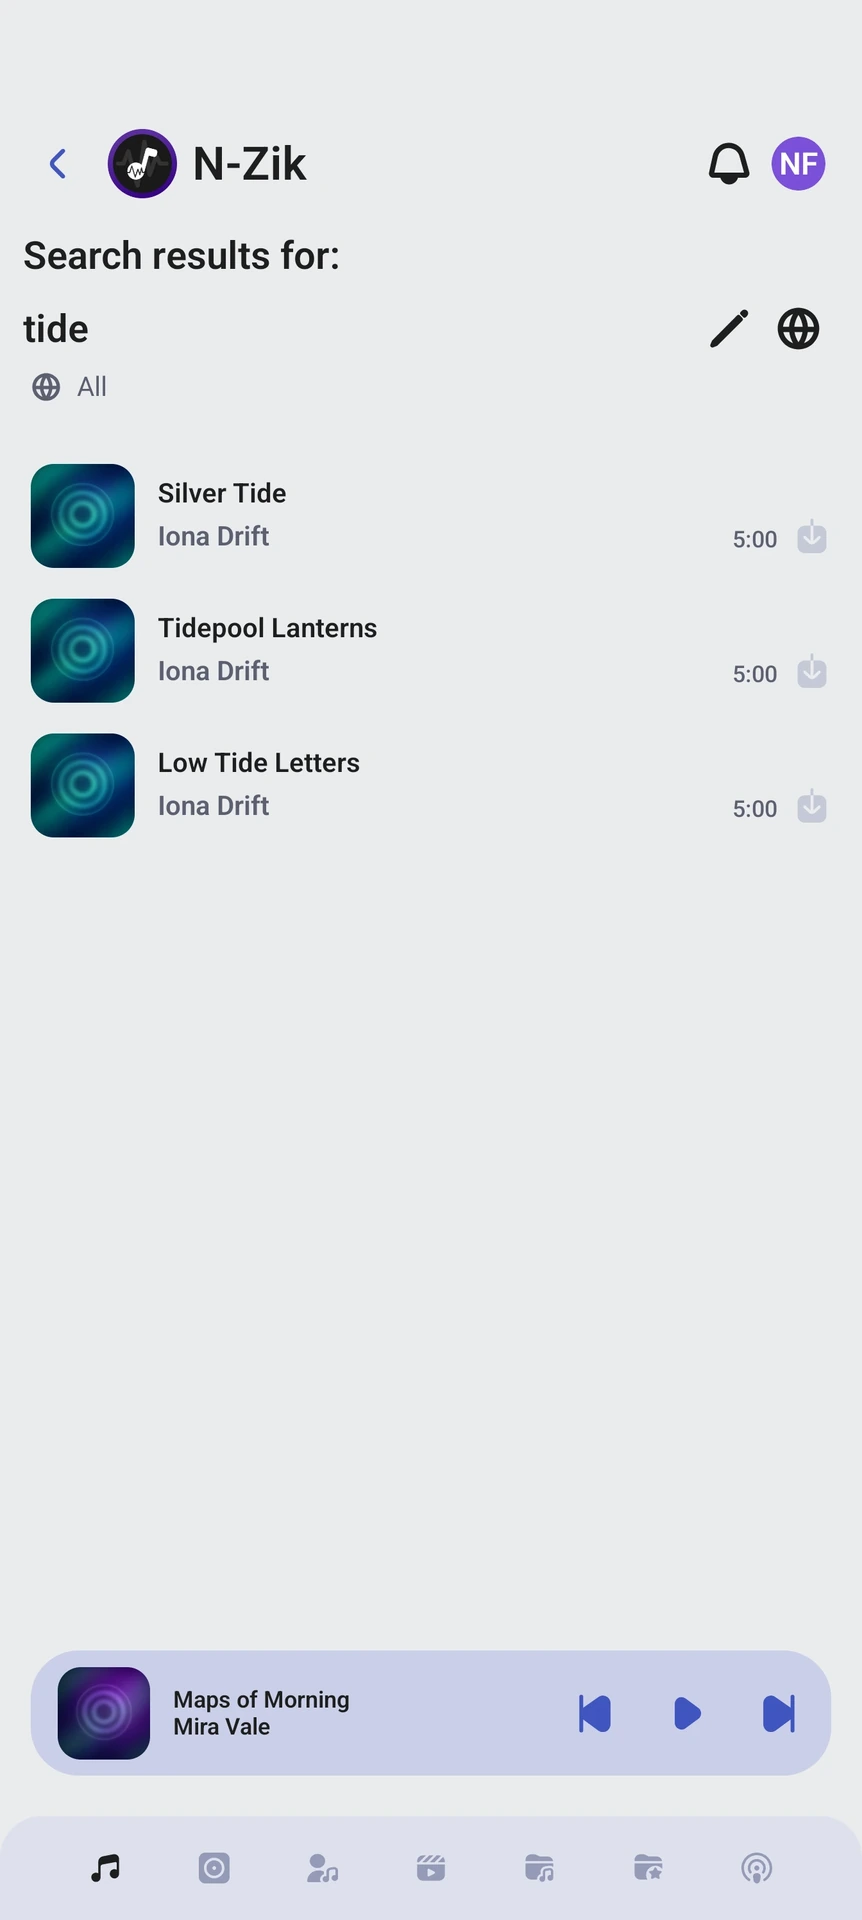 N-Zik
NF
Search results for:
tide
All
Silver Tide
Iona Drift
5:00
Tidepool Lanterns
Iona Drift
5:00
Low Tide Letters
Iona Drift
5:00
Maps of Morning
Mira Vale